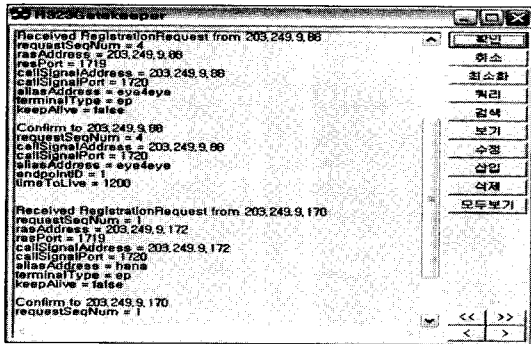 H323Gatekeeper
Received RegistrationRequest from 203,249,9,88
requestSeqNum = 4
rasAddress = 203,249,9,88
rasPort = 1719
callSignalAddress = 203,249,9,88
callSignalPort = 1720
aliasAddress = eye4eye
terminalType = ep
keepAlive = false
Confirm to 203,249,9,88
requestSeqNum = 4
callSignalAddress = 203,249,9,88
callSignalPort = 1720
aliasAddress = eye4eye
endpointID = 1
timeToLive = 1200
Received RegistrationRequest from 203,249,9,170
requestSeqNum = 1
rasAddress = 203,249,9,172
rasPort = 1719
callSignalAddress = 203,249,9,172
callSignalPort = 1720
aliasAddress = hana
terminalType = ep
keepAlive = false
Confirm to 203,249,9,170
requestSeqNum = 1
확인
취소
최소화
쿼리
검색
보기
수정
삽입
삭제
모두보기
<< >>
< >